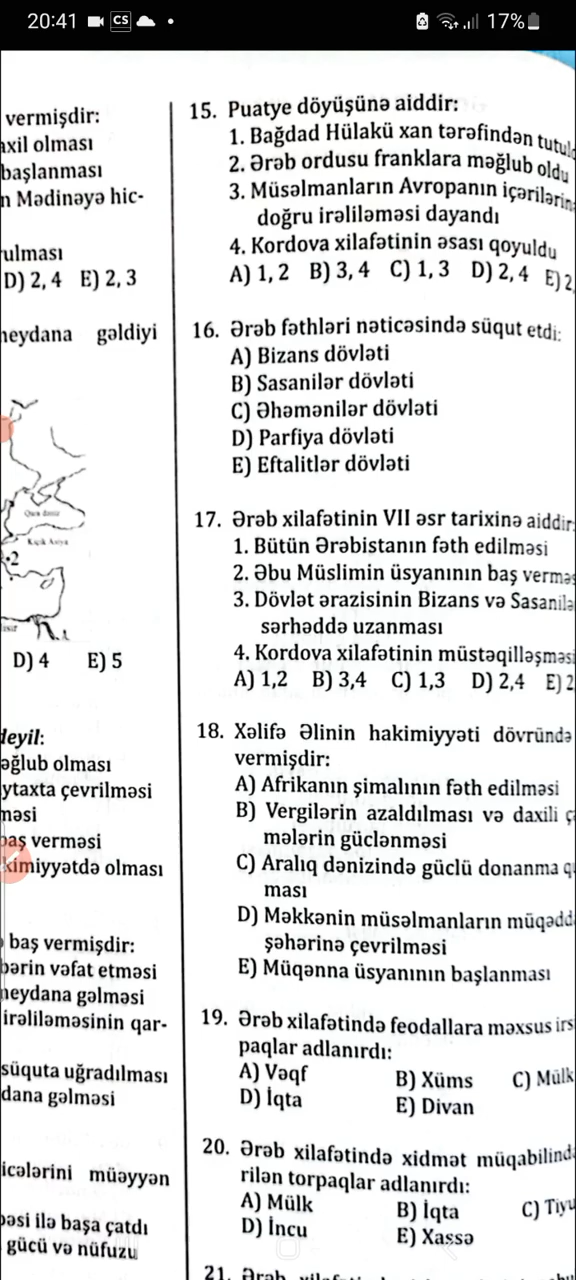 20:41
CS
17%
vermişdir:
axil olması
başlanması
n Mədinəyə hic-
rulması
D) 2, 4 E) 2, 3
meydana gəldiyi
Qara dəniz
Kiçik Asiya
2
D) 4 E) 5
deyil:
əğlub olması
ytaxta çevrilməsi
məsi
baş verməsi
kimiyyətdə olması
baş vermişdir:
bərin vəfat etməsi
meydana gəlməsi
irəliləməsinin qar-
süquta uğradılması
dana gəlməsi
icələrini müəyyən
bəsi ilə başa çatdı
gücü və nüfuzu
15. Puatye döyüşünə aiddir:
1. Bağdad Hülakü xan tərəfindən tutuld
2. Ərəb ordusu franklara məğlub oldu
3. Müsəlmanların Avropanın içərilərinə
doğru irəliləməsi dayandı
4. Kordova xilafətinin əsası qoyuldu
A) 1, 2 B) 3, 4 C) 1, 3 D) 2, 4 E) 2,
16. Ərəb fəthləri nəticəsində süqut etdi:
A) Bizans dövləti
B) Sasanilər dövləti
C) Əhəmənilər dövləti
D) Parfiya dövləti
E) Eftalitlər dövləti
17. Ərəb xilafətinin VII əsr tarixinə aiddir:
1. Bütün Ərəbistanın fəth edilməsi
2. Əbu Müslimin üsyanının baş verməs
3. Dövlət ərazisinin Bizans və Sasanilə
sərhəddə uzanması
4. Kordova xilafətinin müstəqilləşməsi
A) 1,2 B) 3,4 C) 1,3 D) 2,4 E) 2
18. Xəlifə Əlinin hakimiyyəti dövründə
vermişdir:
A) Afrikanın şimalının fəth edilməsi
B) Vergilərin azaldılması və daxili ç
mələrin güclənməsi
C) Aralıq dənizində güclü donanma q
ması
D) Məkkənin müsəlmanların müqədd
şəhərinə çevrilməsi
E) Müqənna üsyanının başlanması
19. Ərəb xilafətində feodallara məxsus irs
paqlar adlanırdı:
A) Vəqf B) Xüms C) Mülk
D) İqta E) Divan
20. Ərəb xilafətində xidmət müqabilində
rilən torpaqlar adlanırdı:
A) Mülk B) İqta C) Tiyu
D) İncu E) Xassə
21. Ərəb